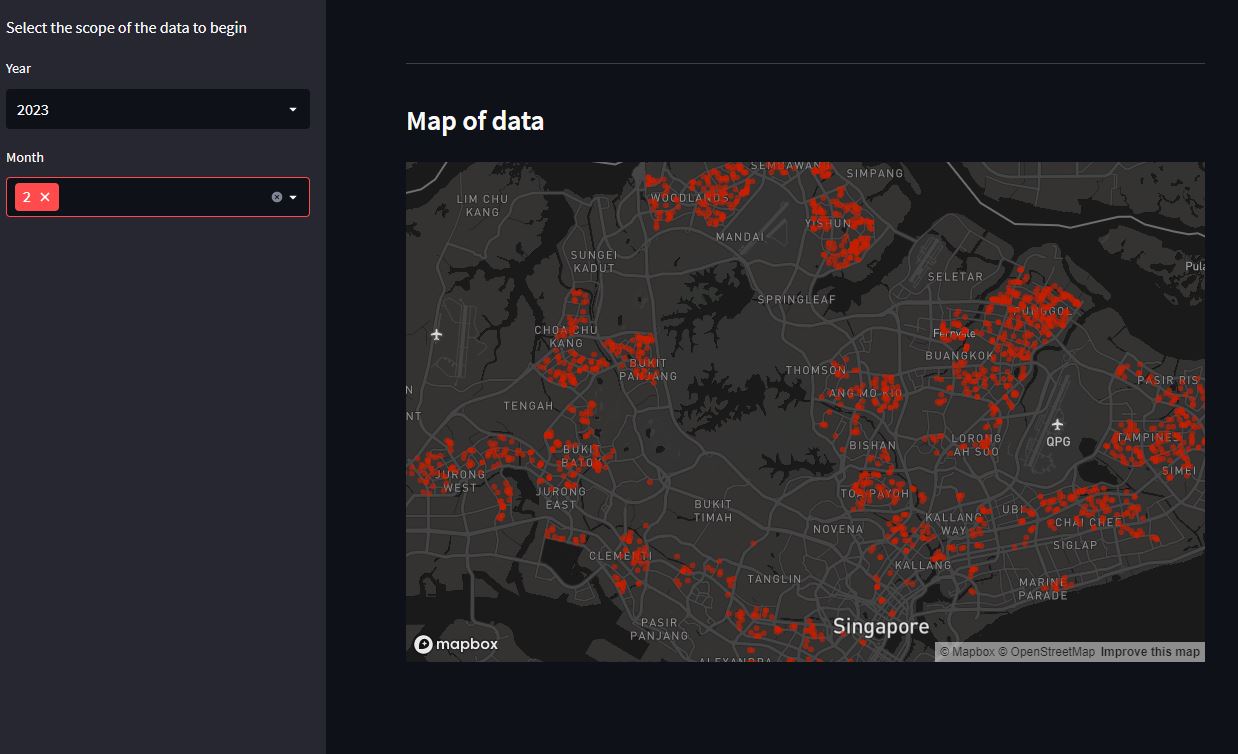 Select the scope of the data to begin
Year
2023
Month
2
Map of data
SEMBAWANG
SIMPANG
LIM CHU
KANG
WOODLANDS
YISHUN
MANDAI
SUNGEI
KADUT
SELETAR
SPRINGLEAF
PUNGGOL
CHOA CHU
KANG
Fernvale
BUANGKOK
BUKIT
PANJANG
THOMSON
PASIR RIS
ANG MO KIO
TENGAH
QPG
BISHAN
LORONG
AH SOO
TAMPINES
SIMEI
BUKIT
BATOK
JURONG
WEST
JURONG
EAST
TOA PAYOH
BUKIT
TIMAH
UBI
KALLANG
WAY
CHAI CHEE
NOVENA
SIGLAP
CLEMENTI
KALLANG
TANGLIN
MARINE
PARADE
PASIR
PANJANG
Singapore
ALEXANDRA
mapbox
© Mapbox © OpenStreetMap Improve this map